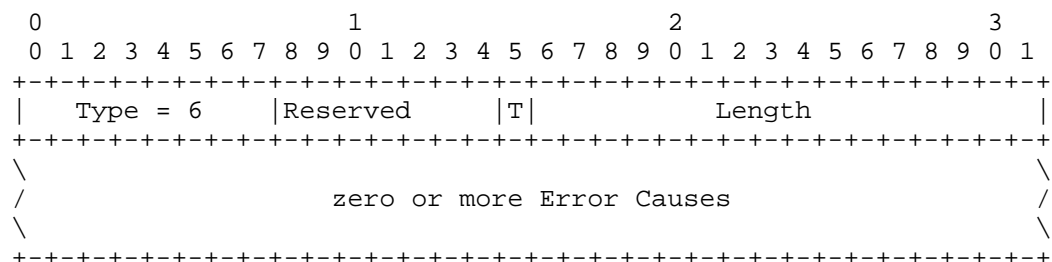 0                   1                   2                   3
 0 1 2 3 4 5 6 7 8 9 0 1 2 3 4 5 6 7 8 9 0 1 2 3 4 5 6 7 8 9 0 1
+-+-+-+-+-+-+-+-+-+-+-+-+-+-+-+-+-+-+-+-+-+-+-+-+-+-+-+-+-+-+-+-+
|   Type = 6    |Reserved     |T|           Length              |
+-+-+-+-+-+-+-+-+-+-+-+-+-+-+-+-+-+-+-+-+-+-+-+-+-+-+-+-+-+-+-+-+
\                                                               \
/                   zero or more Error Causes                   /
\                                                               \
+-+-+-+-+-+-+-+-+-+-+-+-+-+-+-+-+-+-+-+-+-+-+-+-+-+-+-+-+-+-+-+-+